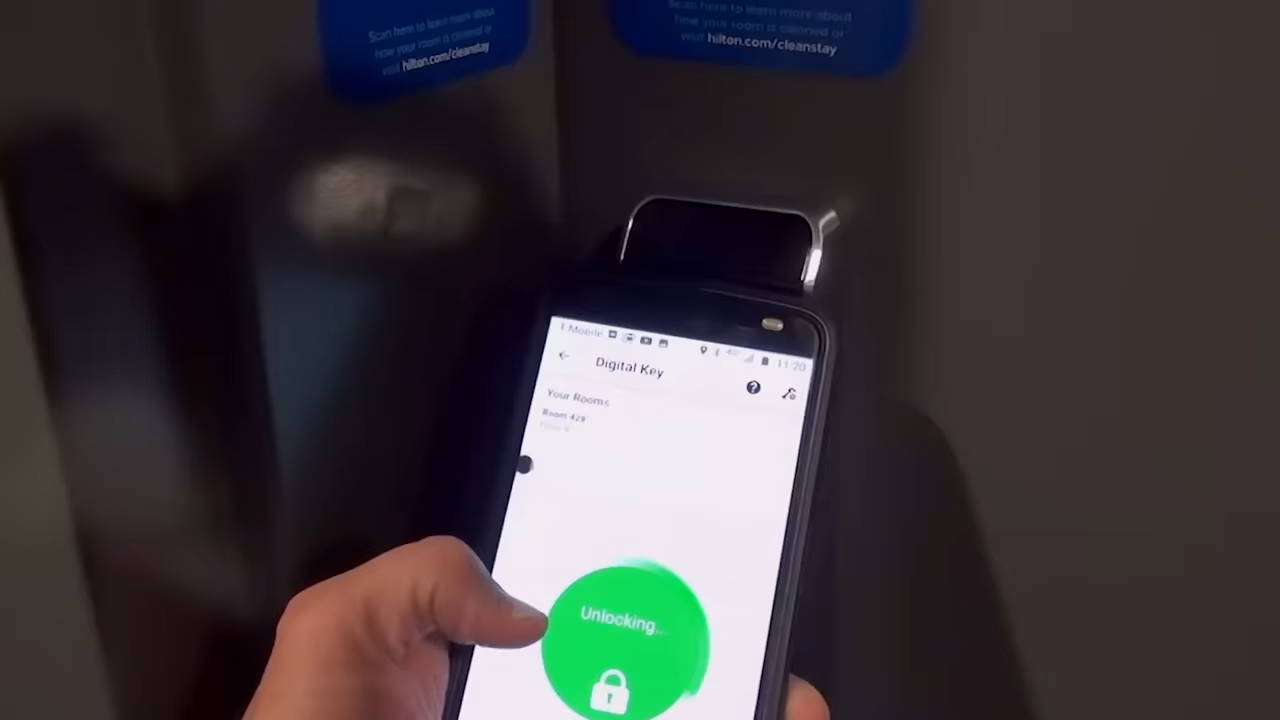 Scan here to learn more about
how your room is cleaned or
visit hilton.com/cleanstay
Scan here to learn more about
how your room is cleaned or
visit hilton.com/cleanstay
T-Mobile 11:20
Digital Key
Your Rooms
Room 428
Unlocking...